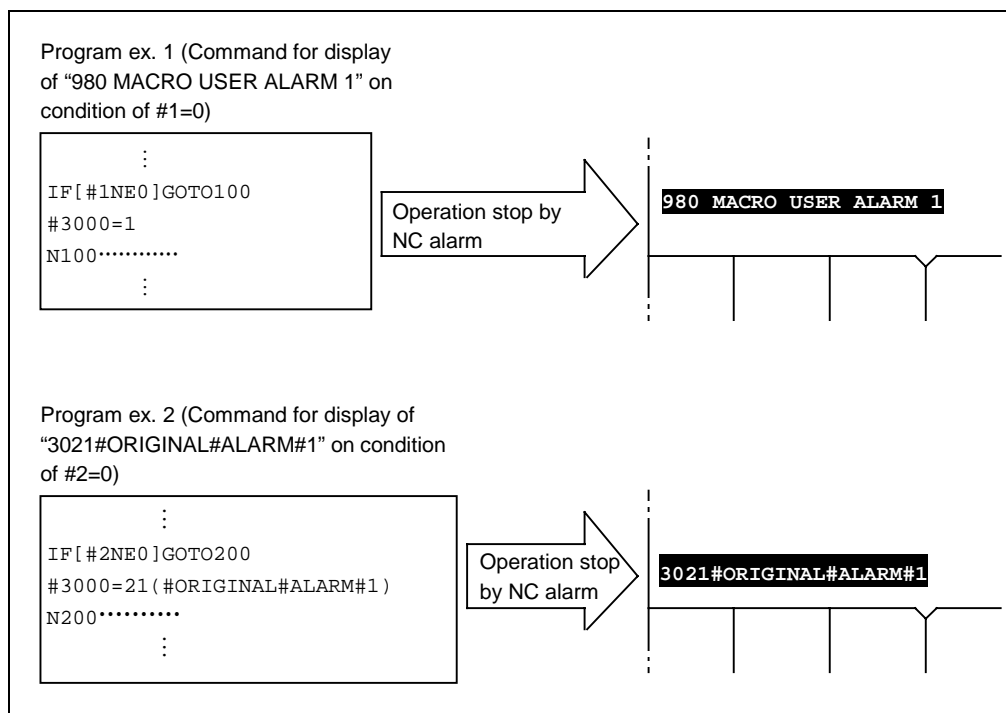 Program ex. 1 (Command for display
of “980 MACRO USER ALARM 1” on
condition of #1=0)
⋮
IF[#1NE0]GOTO100
#3000=1
N100············
⋮
Operation stop by
NC alarm
980 MACRO USER ALARM 1
Program ex. 2 (Command for display of
“3021#ORIGINAL#ALARM#1” on condition
of #2=0)
⋮
IF[#2NE0]GOTO200
#3000=21(#ORIGINAL#ALARM#1)
N200··········
⋮
Operation stop
by NC alarm
3021#ORIGINAL#ALARM#1